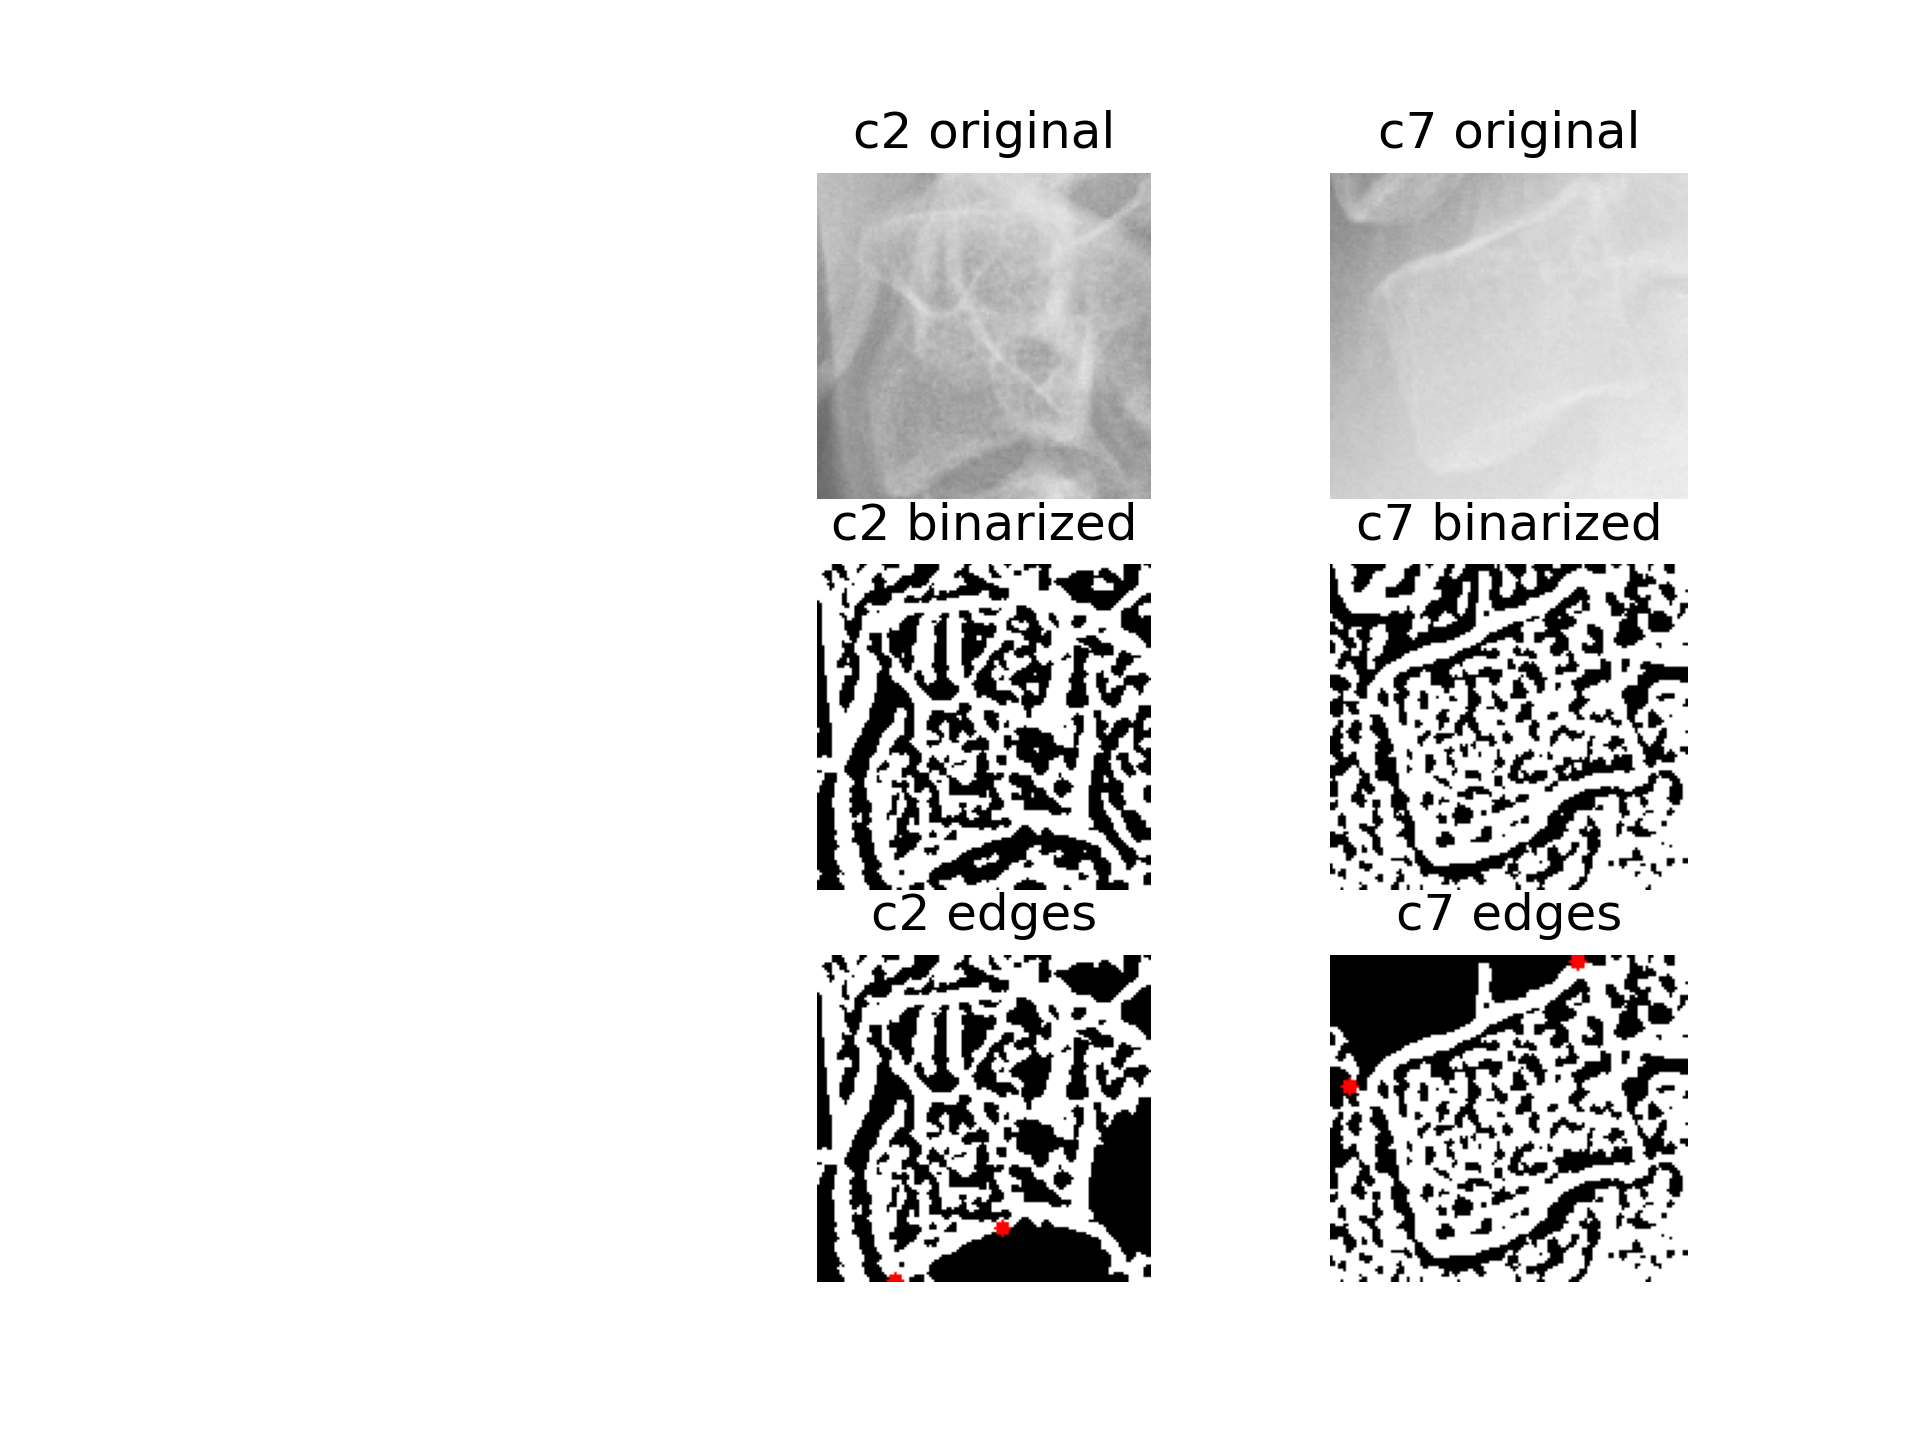 c2 original
c7 original
c2 binarized
c7 binarized
c2 edges
c7 edges